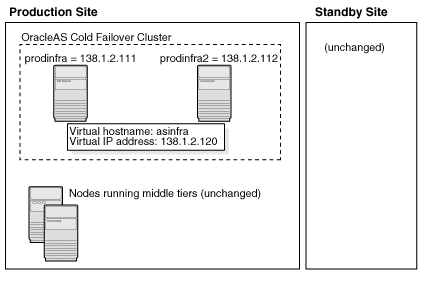 Production Site
Standby Site
OracleAS Cold Failover Cluster
(unchanged)
prodinfra = 138.1.2.111
prodinfra2 = 138.1.2.112
Virtual hostname: asinfra
Virtual IP address: 138.1.2.120
Nodes running middle tiers (unchanged)